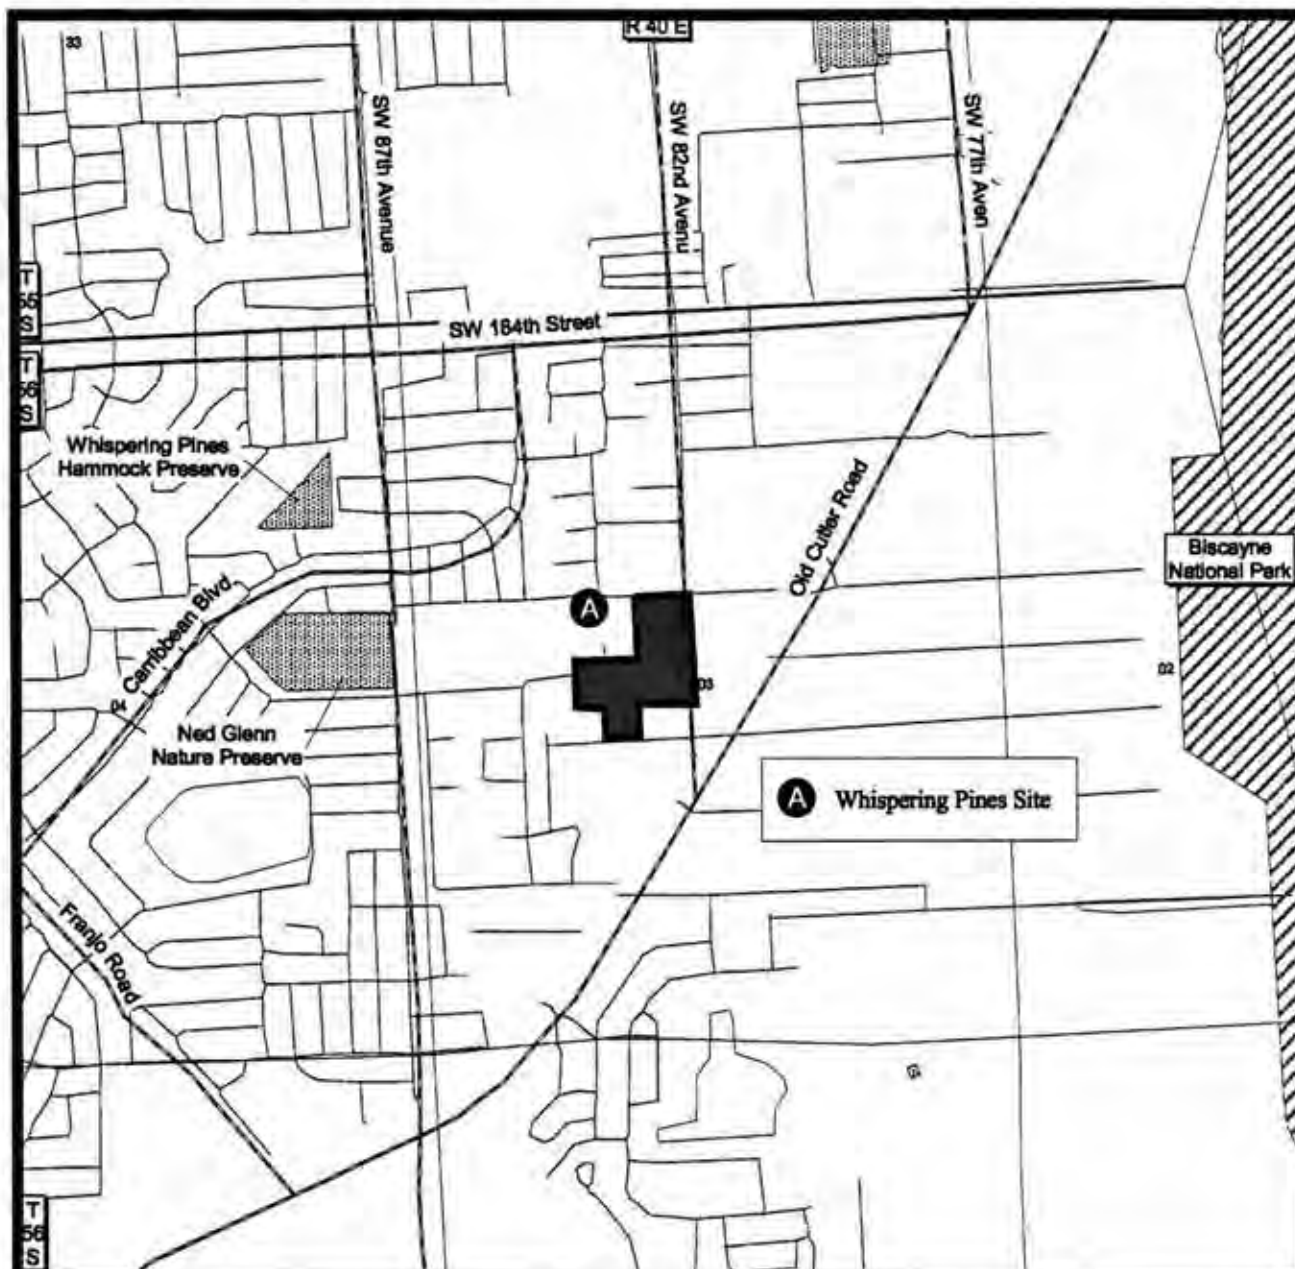 R 40 E
33
SW 87th Avenue
SW 82nd Avenu
SW 77th Aven
T
55
S
SW 184th Street
T
56
S
Whispering Pines
Hammock Preserve
Old Cutler Road
Biscayne
National Park
A
Carribbean Blvd.
03
02
04
Ned Glenn
Nature Preserve
A Whispering Pines Site
Franjo Road
T
56
S